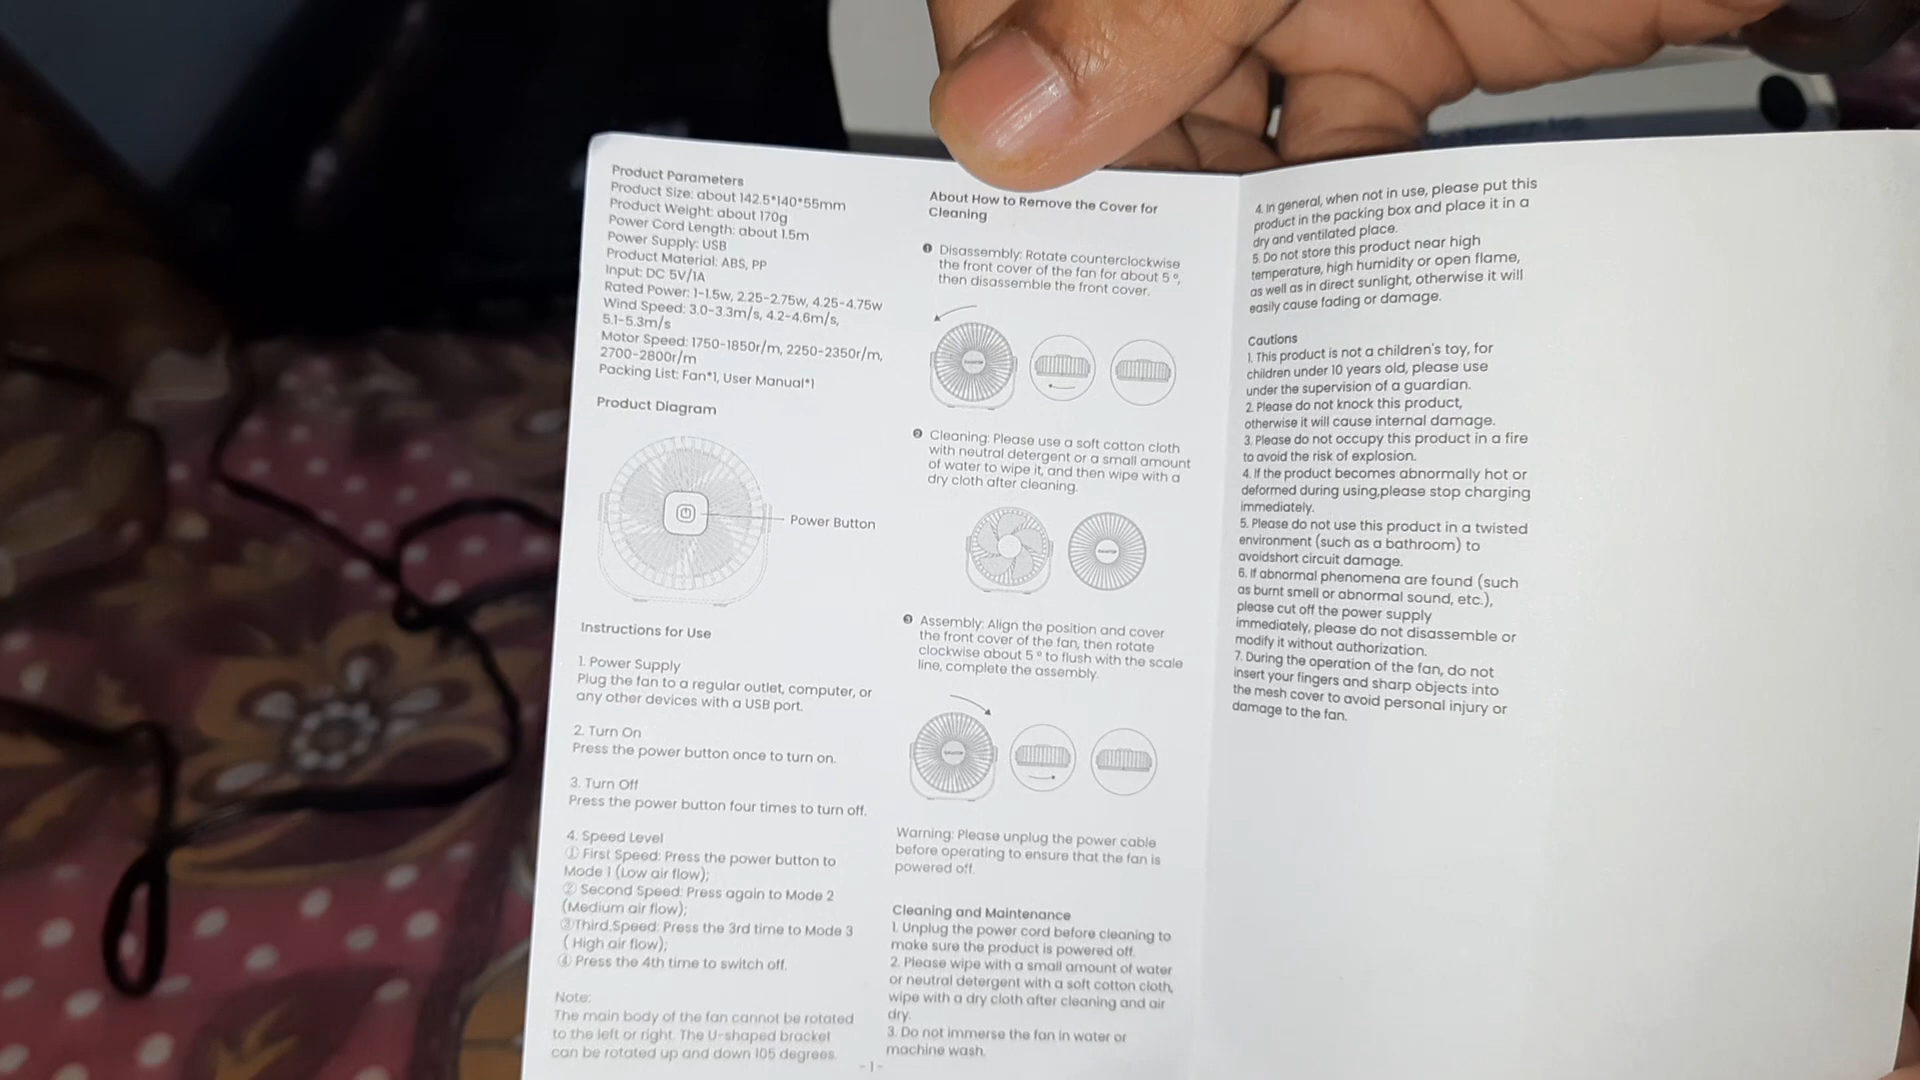 Product Parameters
Product Size: about 142.5*140*55mm
Product Weight: about 170g
Power Cord Length: about 1.5m
Power Supply: USB
Product Material: ABS, PP
Input: DC 5V/1A
Rated Power: 1-1.5w, 2.25-2.75w, 4.25-4.75w
Wind Speed: 3.0-3.3m/s, 4.2-4.6m/s,
5.1-5.3m/s
Motor Speed: 1750-1850r/m, 2250-2350r/m,
2700-2800r/m
Packing List: Fan*1, User Manual*1
Product Diagram
Power Button
Instructions for Use
1. Power Supply
Plug the fan to a regular outlet, computer, or
any other devices with a USB port.
2. Turn On
Press the power button once to turn on.
3. Turn Off
Press the power button four times to turn off.
4. Speed Level
① First Speed: Press the power button to
Mode 1 (Low air flow);
② Second Speed: Press again to Mode 2
(Medium air flow);
③Third.Speed: Press the 3rd time to Mode 3
( High air flow);
④ Press the 4th time to switch off.
Note:
The main body of the fan cannot be rotated
to the left or right. The U-shaped bracket
can be rotated up and down 105 degrees.
About How to Remove the Cover for
Cleaning
❶ Disassembly: Rotate counterclockwise
the front cover of the fan for about 5 °,
then disassemble the front cover.
❷ Cleaning: Please use a soft cotton cloth
with neutral detergent or a small amount
of water to wipe it, and then wipe with a
dry cloth after cleaning.
❸ Assembly: Align the position and cover
the front cover of the fan, then rotate
clockwise about 5 ° to flush with the scale
line, complete the assembly.
Warning: Please unplug the power cable
before operating to ensure that the fan is
powered off.
Cleaning and Maintenance
1. Unplug the power cord before cleaning to
make sure the product is powered off.
2. Please wipe with a small amount of water
or neutral detergent with a soft cotton cloth,
wipe with a dry cloth after cleaning and air
dry.
3. Do not immerse the fan in water or
machine wash.
- 1 -
4. In general, when not in use, please put this
product in the packing box and place it in a
dry and ventilated place.
5. Do not store this product near high
temperature, high humidity or open flame,
as well as in direct sunlight, otherwise it will
easily cause fading or damage.
Cautions
1. This product is not a children's toy, for
children under 10 years old, please use
under the supervision of a guardian.
2. Please do not knock this product,
otherwise it will cause internal damage.
3. Please do not occupy this product in a fire
to avoid the risk of explosion.
4. If the product becomes abnormally hot or
deformed during using,please stop charging
immediately.
5. Please do not use this product in a twisted
environment (such as a bathroom) to
avoidshort circuit damage.
6. If abnormal phenomena are found (such
as burnt smell or abnormal sound, etc.),
please cut off the power supply
immediately, please do not disassemble or
modify it without authorization.
7. During the operation of the fan, do not
insert your fingers and sharp objects into
the mesh cover to avoid personal injury or
damage to the fan.